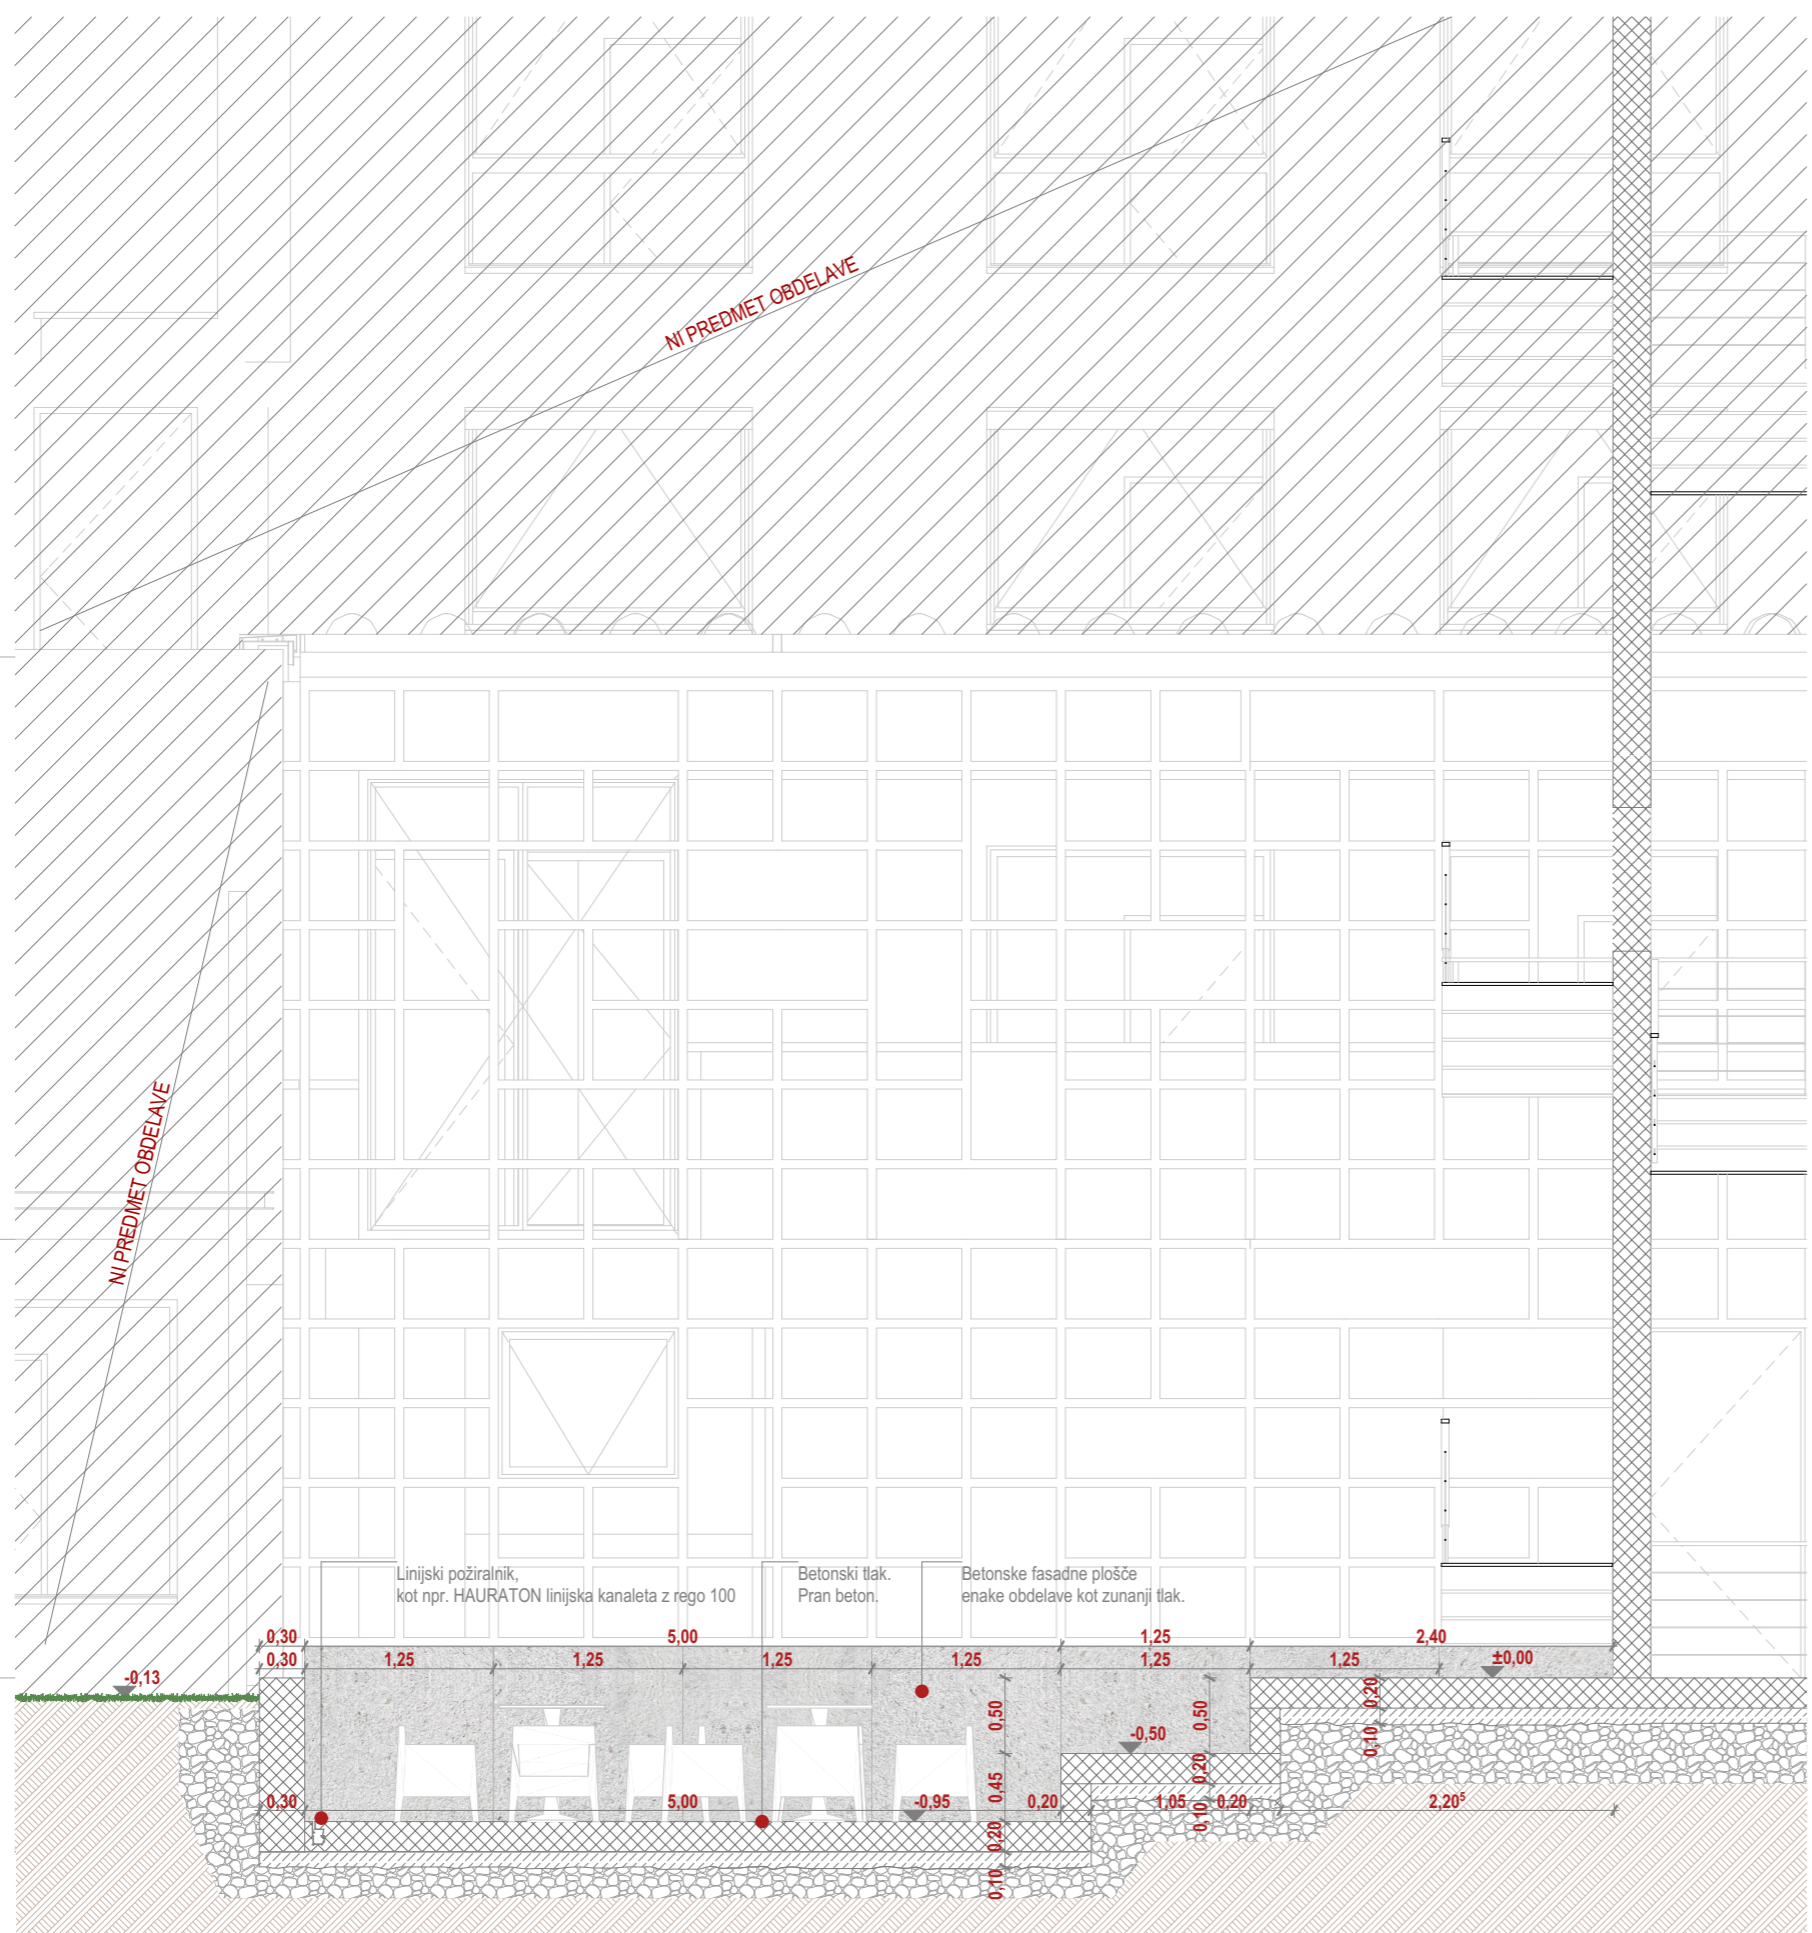 NI PREDMET OBDELAVE
NI PREDMET OBDELAVE
Linijski požiralnik,
kot npr. HAURATON linijska kanaleta z rego 100
Betonski tlak.
Pran beton.
Betonske fasadne plošče
enake obdelave kot zunanji tlak.
0,30 5,00 1,25 2,40
0,30 1,25 1,25 1,25 1,25 1,25 1,25 ±0,00
-0,13
0,50 0,50 0,20
-0,50 0,10
0,45 0,20
0,30 5,00 -0,95 0,20 1,05 0,20 2,20⁵
0,10
0,20
0,10